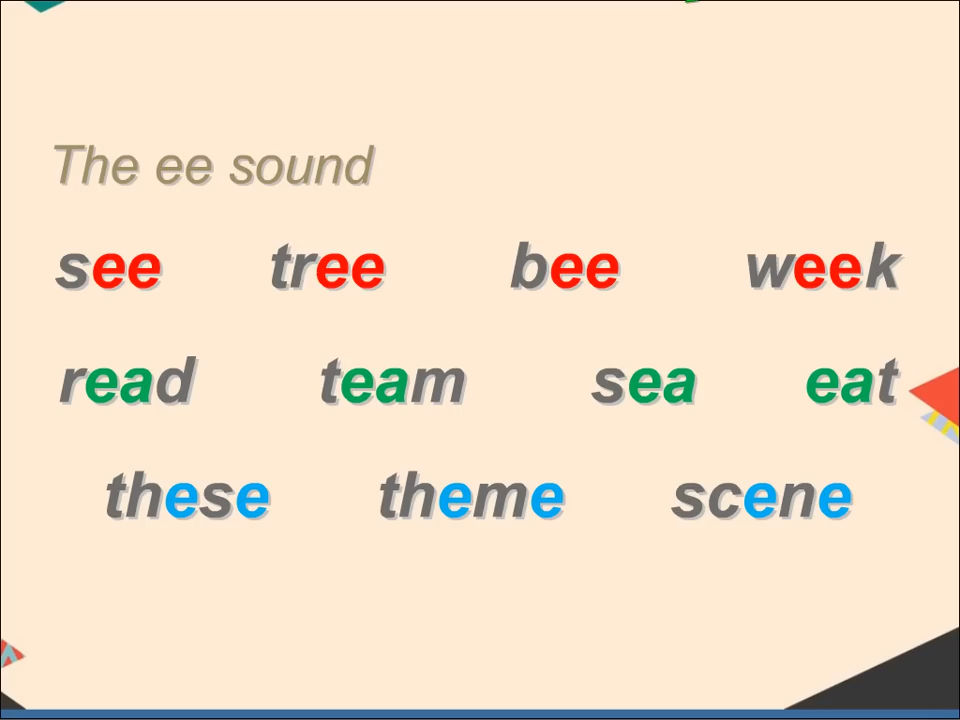 The ee sound
see tree bee week
read team sea eat
these theme scene